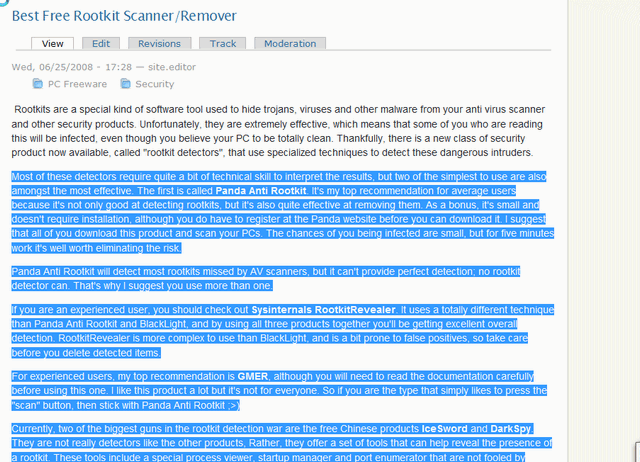 Best Free Rootkit Scanner/Remover
View Edit Revisions Track Moderation
Wed, 06/25/2008 - 17:28 — site.editor
PC Freeware Security
Rootkits are a special kind of software tool used to hide trojans, viruses and other malware from your anti virus scanner
and other security products. Unfortunately, they are extremely effective, which means that some of you who are reading
this will be infected, even though you believe your PC to be totally clean. Thankfully, there is a new class of security
product now available, called "rootkit detectors", that use specialized techniques to detect these dangerous intruders.
Most of these detectors require quite a bit of technical skill to interpret the results, but two of the simplest to use are also
amongst the most effective. The first is called Panda Anti Rootkit. It's my top recommendation for average users
because it's not only good at detecting rootkits, but it's also quite effective at removing them. As a bonus, it's small and
doesn't require installation, although you do have to register at the Panda website before you can download it. I suggest
that all of you download this product and scan your PCs. The chances of you being infected are small, but for five minutes
work it's well worth eliminating the risk.
Panda Anti Rootkit will detect most rootkits missed by AV scanners, but it can't provide perfect detection; no rootkit
detector can. That's why I suggest you use more than one.
If you are an experienced user, you should check out Sysinternals RootkitRevealer. It uses a totally different technique
than Panda Anti Rootkit and BlackLight, and by using all three products together you'll be getting excellent overall
detection. RootkitRevealer is more complex to use than BlackLight, and is a bit prone to false positives, so take care
before you delete detected items.
For experienced users, my top recommendation is GMER, although you will need to read the documentation carefully
before using this one. I like this product a lot but it's not for everyone. So if you are the type that simply likes to press the
"scan" button, then stick with Panda Anti Rootkit ;>)
Currently, two of the biggest guns in the rootkit detection war are the free Chinese products IceSword and DarkSpy.
They are not really detectors like the other products, Rather, they offer a set of tools that can help reveal the presence of
a rootkit. These tools include a special process viewer, startup manager and port enumerator that are not fooled by